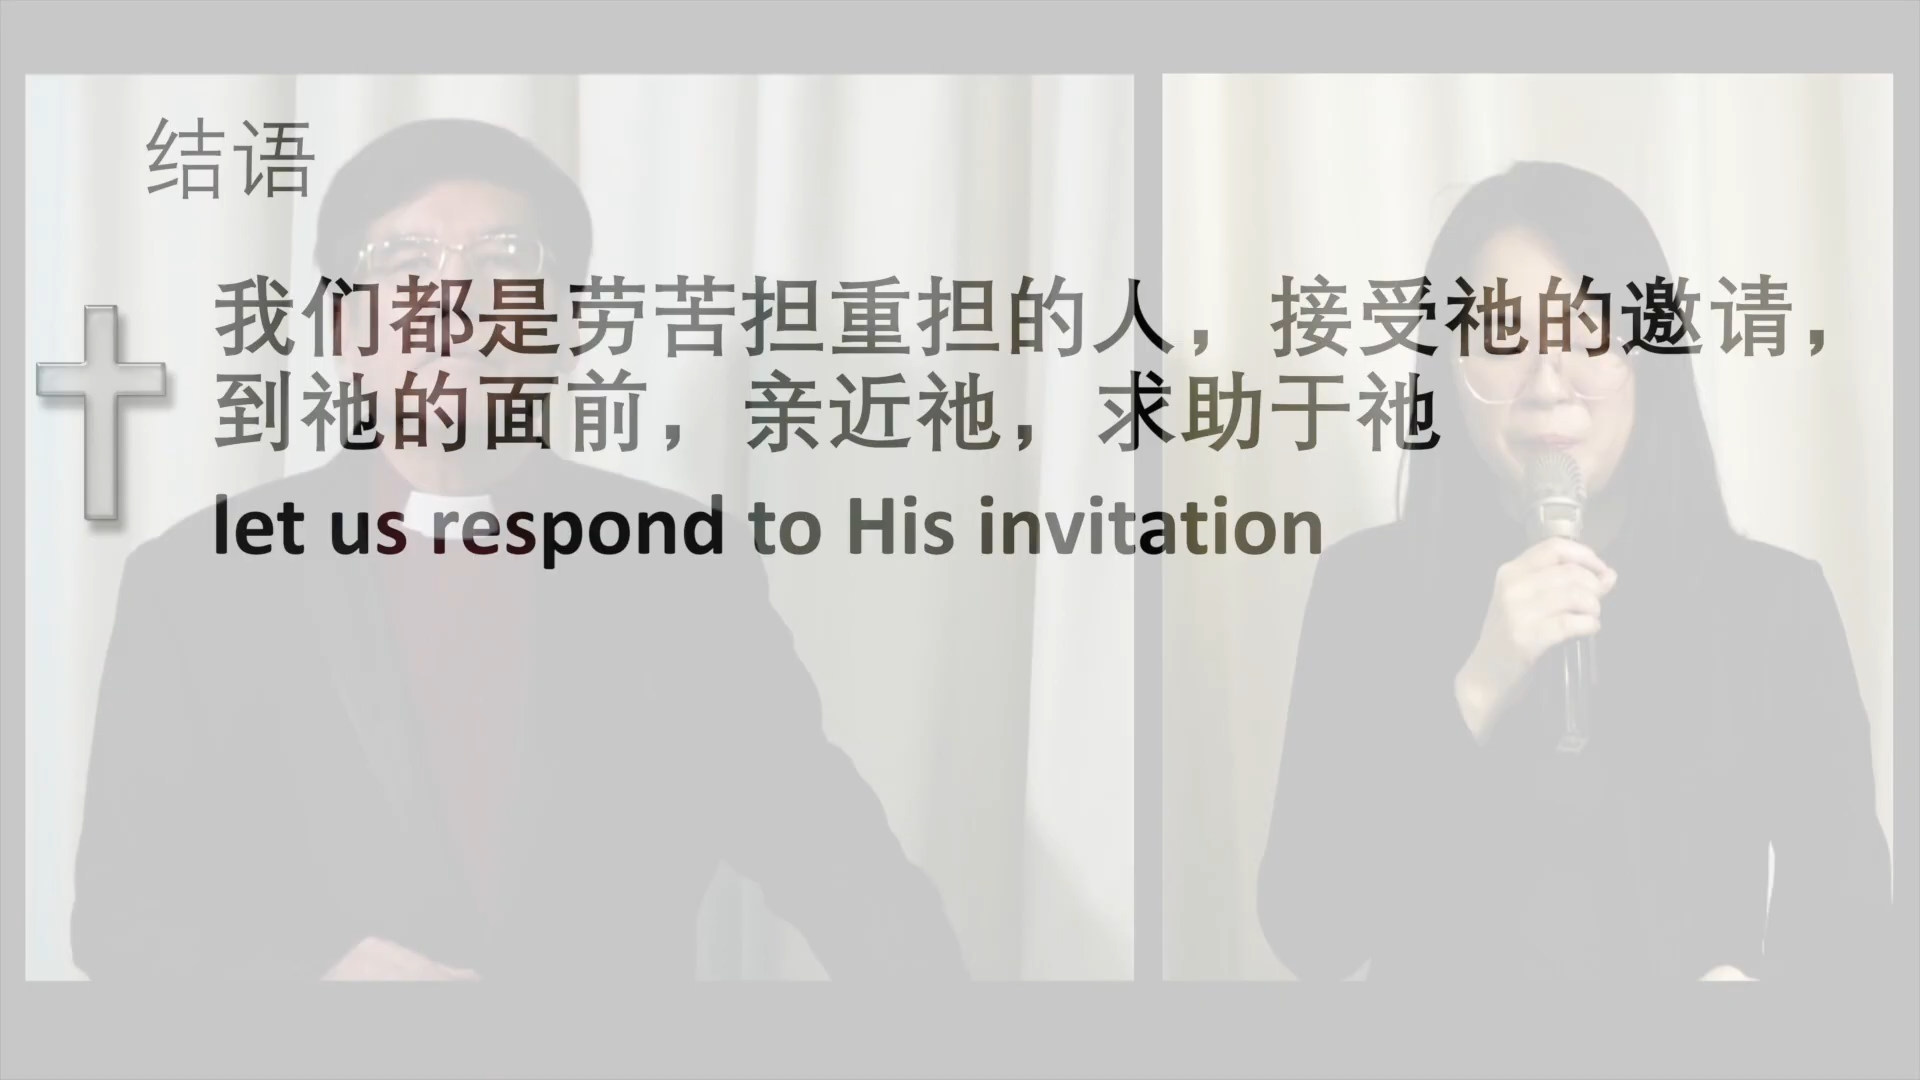 结语
我们都是劳苦担重担的人，接受祂的邀请，
到祂的面前，亲近祂，求助于祂
let us respond to His invitation